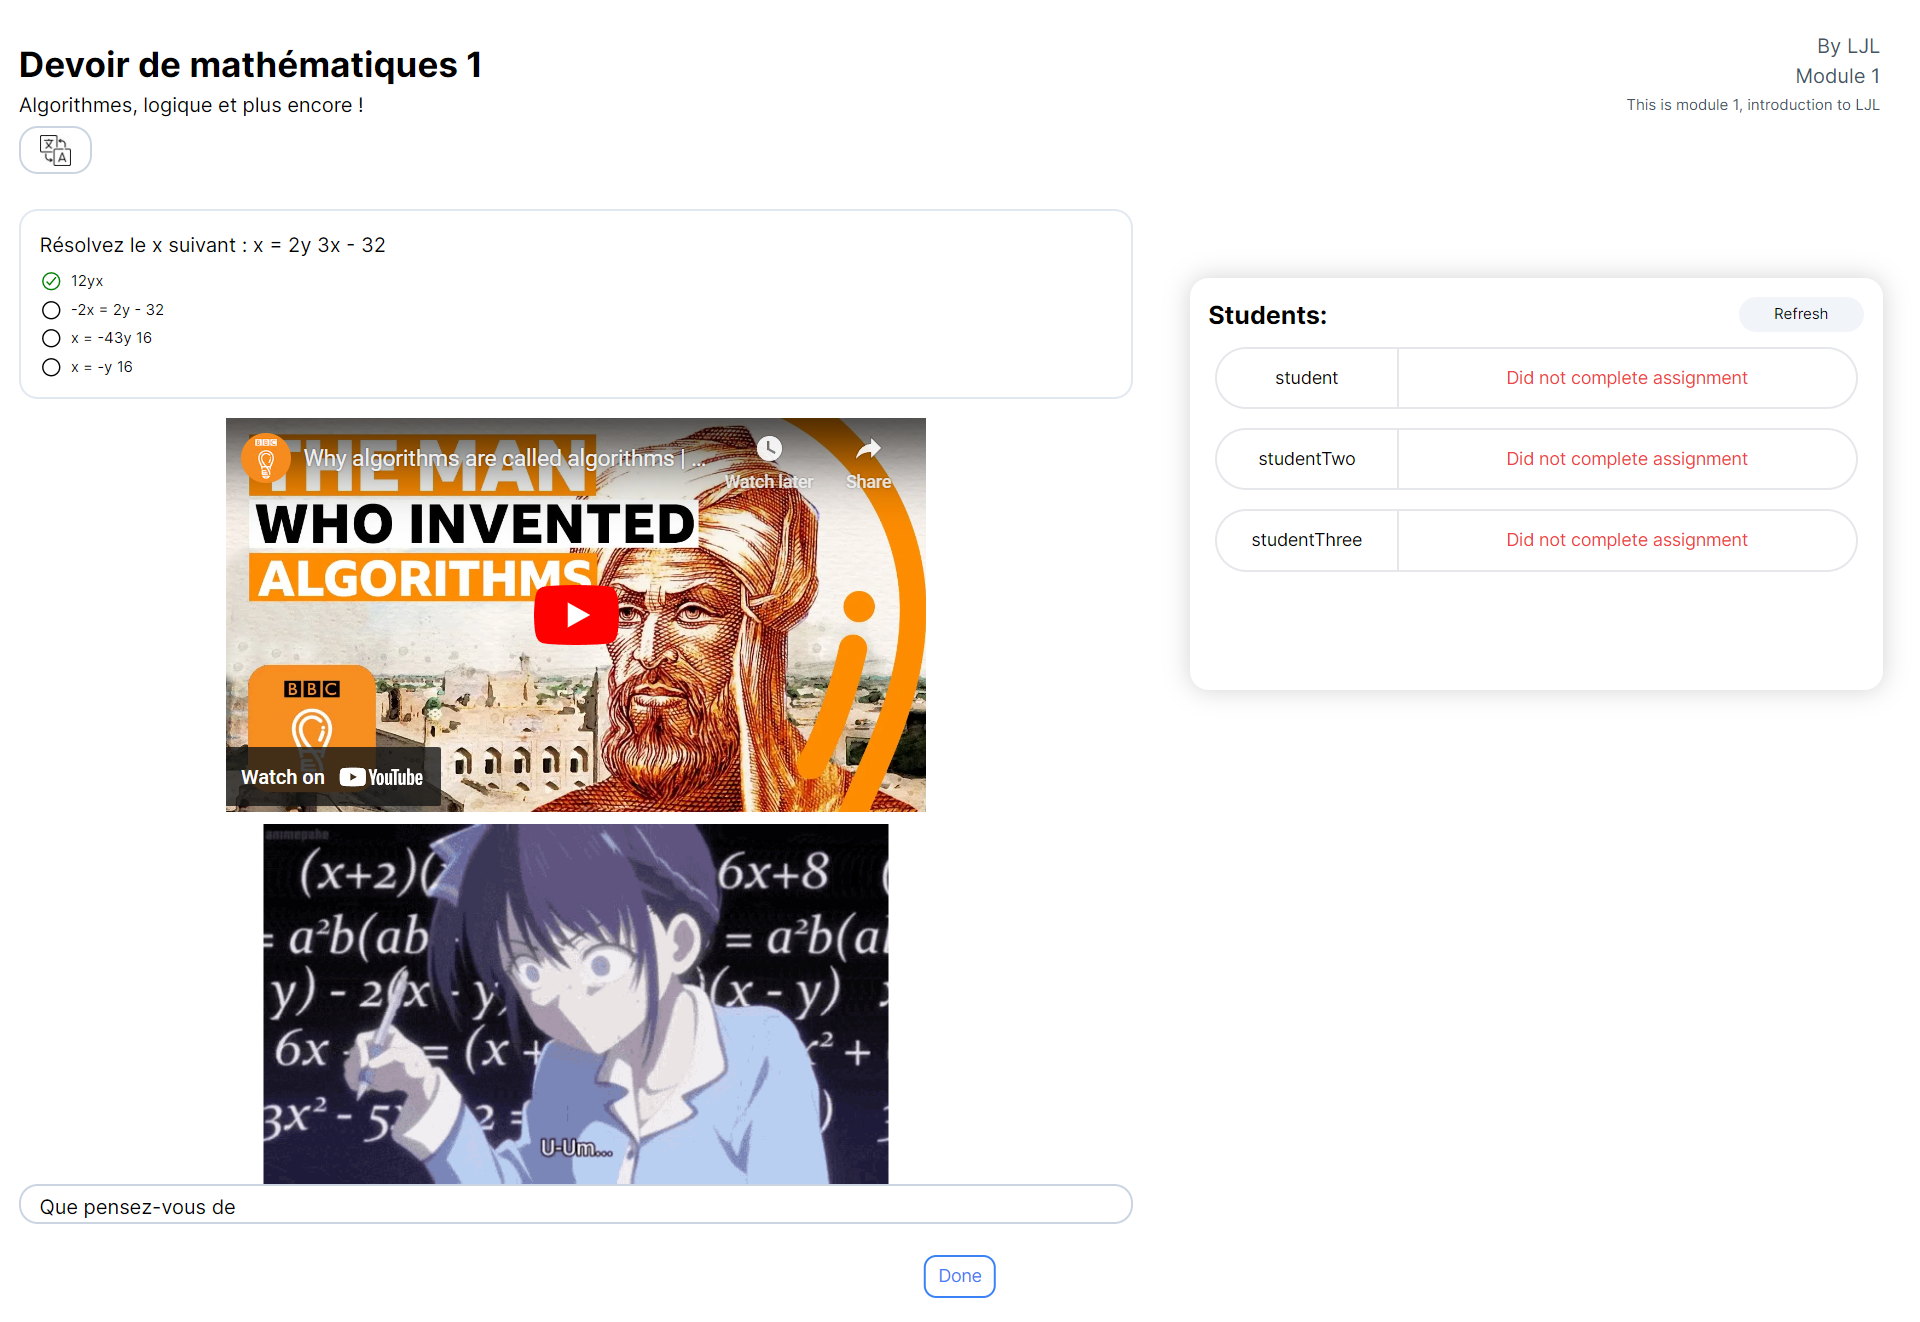 Devoir de mathématiques 1
Algorithmes, logique et plus encore !
By LJL
Module 1
This is module 1, introduction to LJL
Résolvez le x suivant : x = 2y 3x - 32
12yx
-2x = 2y - 32
x = -43y 16
x = -y 16
BBC
Why algorithms are called algorithms | ...
Watch later
Share
THE MAN
WHO INVENTED
ALGORITHMS
BBC
Watch on YouTube
animepahe
(x+2)( 6x+8
= a²b(ab = a²b(a
y) - 2(x - y) (x - y)
6x = (x + x² +
3x² - 5 2 =
U-Um...
Que pensez-vous de
Done
Students:
Refresh
student Did not complete assignment
studentTwo Did not complete assignment
studentThree Did not complete assignment